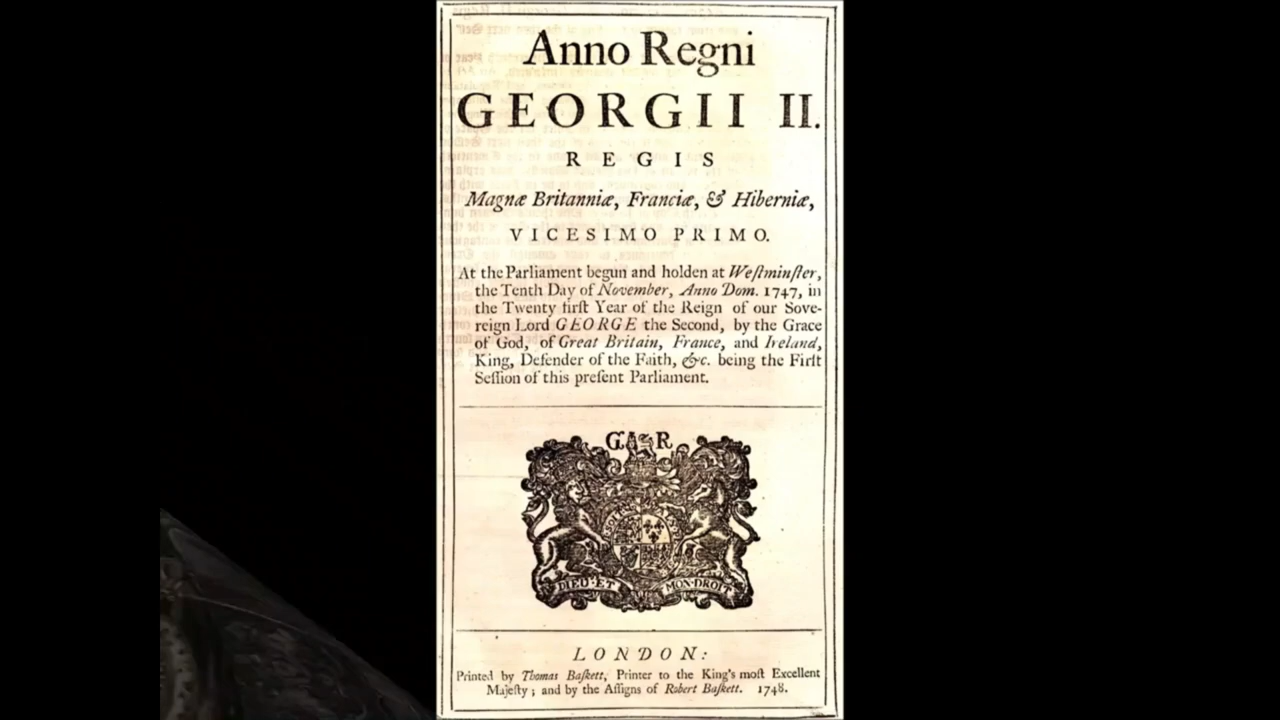 Anno Regni
GEORGII II.
REGIS
Magnæ Britanniæ, Franciæ, & Hiberniæ,
VICESIMO PRIMO.
At the Parliament begun and holden at Weſtminſter,
the Tenth Day of November, Anno Dom. 1747, in
the Twenty firſt Year of the Reign of our Sove-
reign Lord GEORGE the Second, by the Grace
of God, of Great Britain, France, and Ireland,
King, Defender of the Faith, &c. being the Firſt
Seſſion of this preſent Parliament.
G R
DIEU·ET MON·DROIT
LONDON:
Printed by Thomas Baſkett, Printer to the King's moſt Excellent
Majeſty; and by the Aſſigns of Robert Baſkett. 1748.